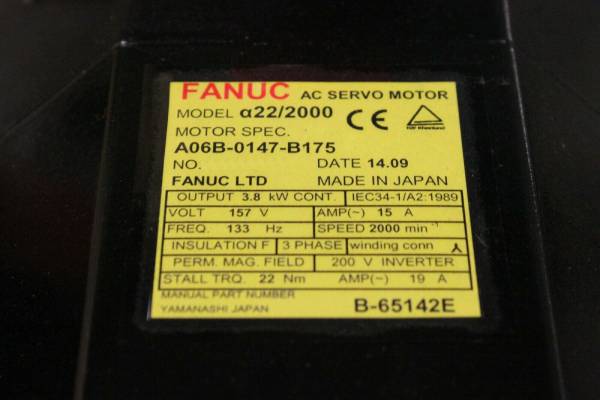 FANUC AC SERVO MOTOR
MODEL α22/2000 CE TÜV Rheinland
MOTOR SPEC.
A06B-0147-B175
NO. DATE 14.09
FANUC LTD MADE IN JAPAN
OUTPUT 3.8 kW CONT. IEC34-1/A2:1989
VOLT 157 V AMP(~) 15 A
FREQ. 133 Hz SPEED 2000 min⁻¹
INSULATION F 3 PHASE winding conn
PERM. MAG. FIELD 200 V INVERTER
STALL TRQ. 22 Nm AMP(~) 19 A
MANUAL PART NUMBER B-65142E
YAMANASHI JAPAN